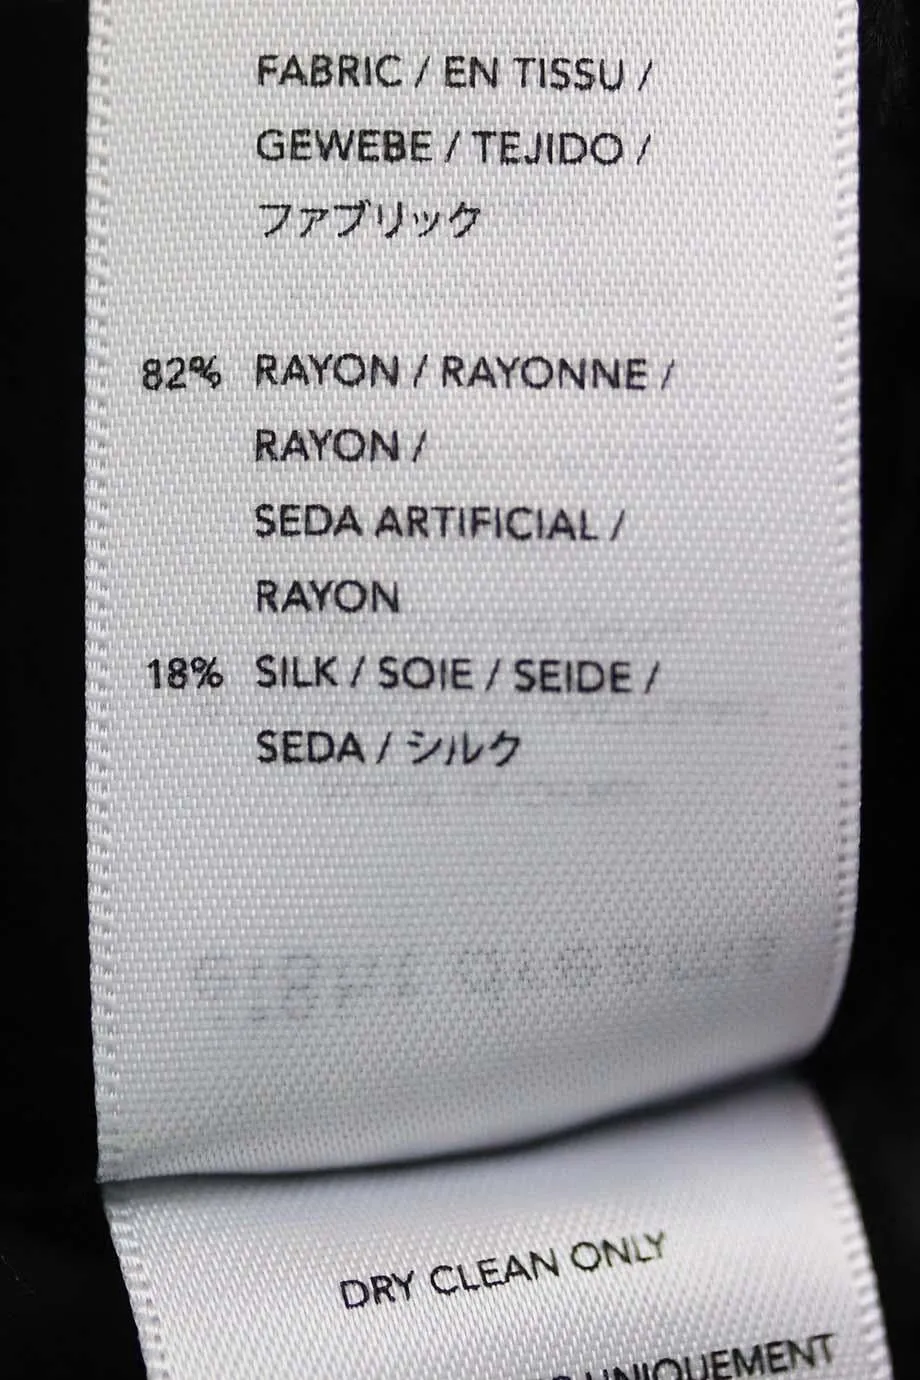 FABRIC / EN TISSU /
GEWEBE / TEJIDO /
ファブリック
82% RAYON / RAYONNE /
RAYON /
SEDA ARTIFICIAL /
RAYON
18% SILK / SOIE / SEIDE /
SEDA / シルク
DRY CLEAN ONLY
UNIQUEMENT